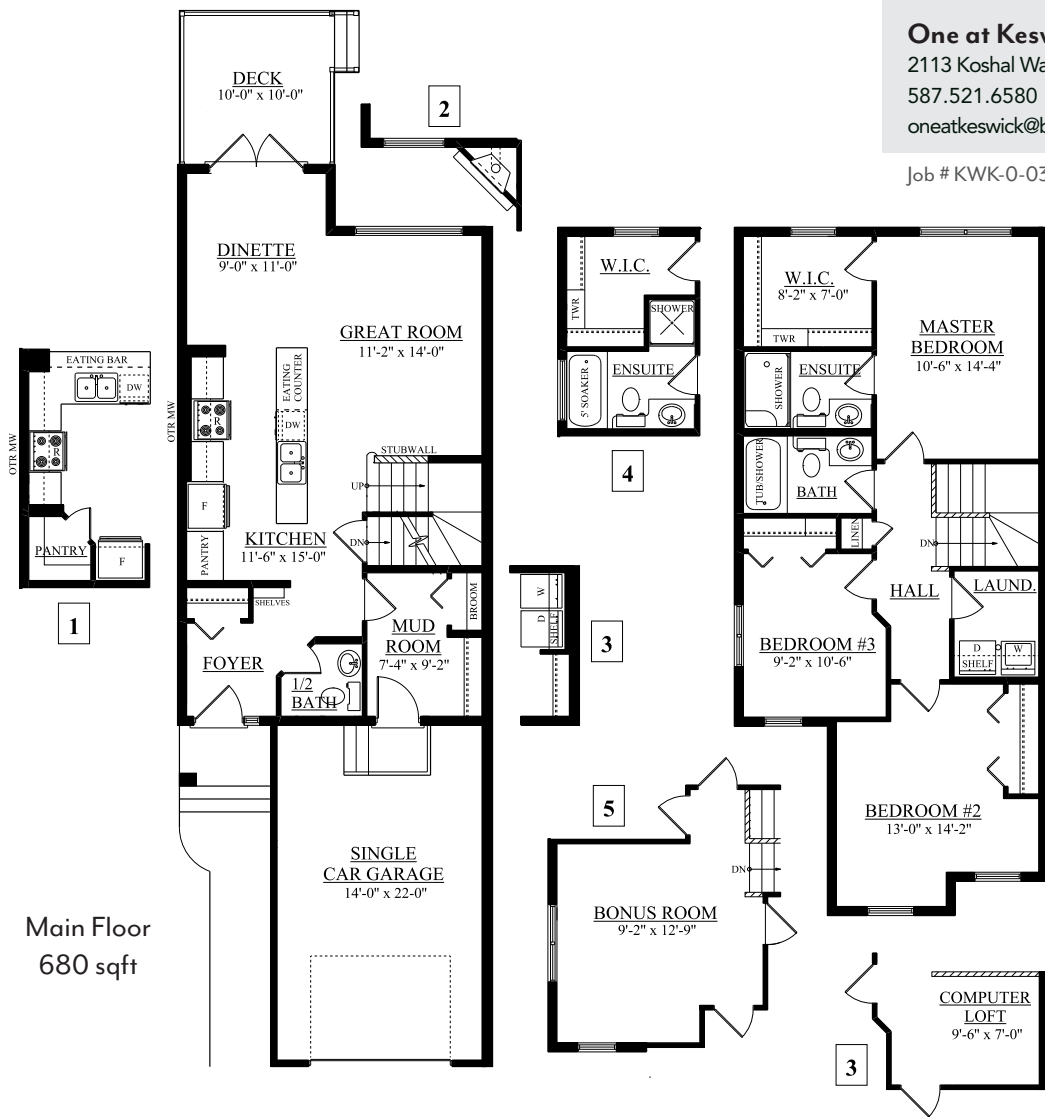 One at Kesw
2113 Koshal Wa
587.521.6580
oneatkeswick@b
Job # KWK-0-03
DECK
10'-0" x 10'-0"
2
DINETTE
9'-0" x 11'-0"
GREAT ROOM
11'-2" x 14'-0"
EATING COUNTER
DW
OTR MW
R
F
PANTRY
KITCHEN
11'-6" x 15'-0"
STUBWALL
UP
DN
SHELVES
FOYER
1/2
BATH
MUD
ROOM
7'-4" x 9'-2"
BROOM
SINGLE
CAR GARAGE
14'-0" x 22-0"
Main Floor
680 sqft
EATING BAR
DW
OTR MW
R
PANTRY
F
1
W
D
SHELF
3
W.I.C.
TWR
SHOWER
5' SOAKER
ENSUITE
4
W.I.C.
8'-2" x 7'-0"
TWR
MASTER
BEDROOM
10'-6" x 14'-4"
SHOWER
ENSUITE
TUB/SHOWER
BATH
LINEN
DN
HALL
LAUND.
D
W
SHELF
BEDROOM #3
9'-2" x 10'-6"
BEDROOM #2
13'-0" x 14'-2"
5
DN
BONUS ROOM
9'-2" x 12'-9"
COMPUTER
LOFT
9'-6" x 7'-0"
3